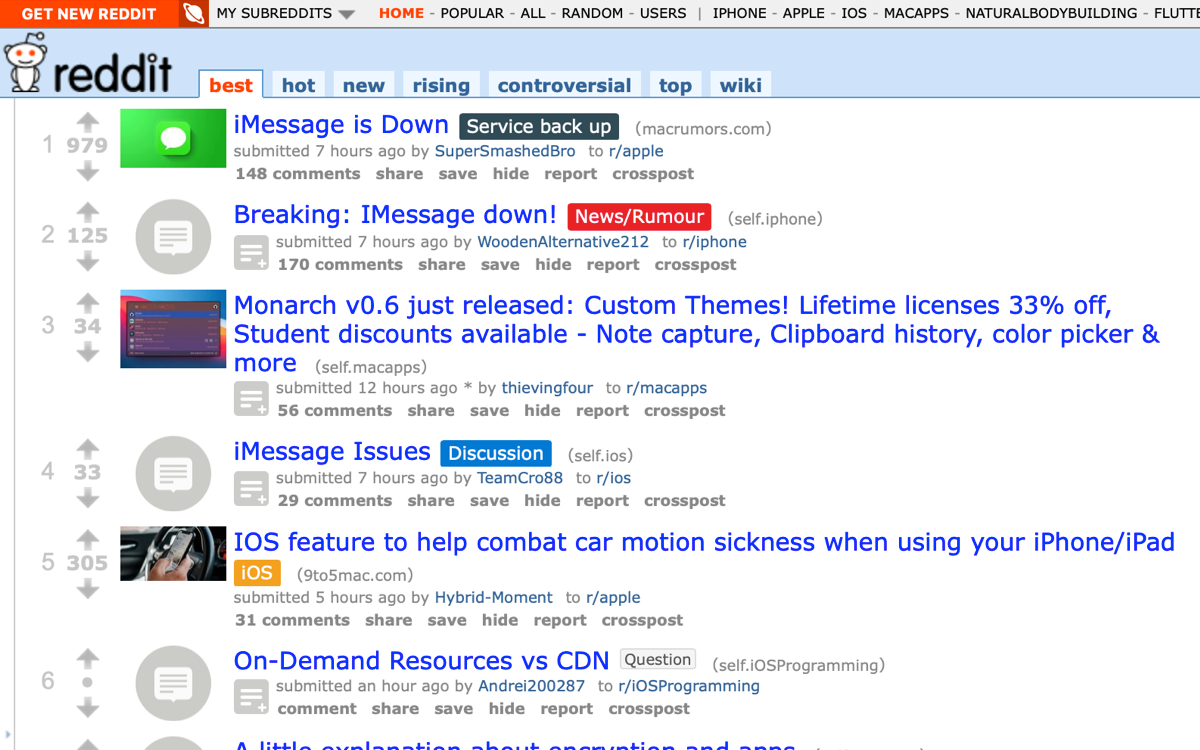 GET NEW REDDIT MY SUBREDDITS HOME - POPULAR - ALL - RANDOM - USERS | IPHONE - APPLE - IOS - MACAPPS - NATURALBODYBUILDING - FLUTTE
reddit best hot new rising controversial top wiki
iMessage is Down Service back up (macrumors.com)
1 979
submitted 7 hours ago by SuperSmashedBro to r/apple
148 comments share save hide report crosspost
Breaking: IMessage down! News/Rumour (self.iphone)
2 125
submitted 7 hours ago by WoodenAlternative212 to r/iphone
170 comments share save hide report crosspost
Monarch v0.6 just released: Custom Themes! Lifetime licenses 33% off,
3 34
Student discounts available - Note capture, Clipboard history, color picker &
more (self.macapps)
submitted 12 hours ago * by thievingfour to r/macapps
56 comments share save hide report crosspost
iMessage Issues Discussion (self.ios)
4 33
submitted 7 hours ago by TeamCro88 to r/ios
29 comments share save hide report crosspost
IOS feature to help combat car motion sickness when using your iPhone/iPad
5 305
iOS (9to5mac.com)
submitted 5 hours ago by Hybrid-Moment to r/apple
31 comments share save hide report crosspost
On-Demand Resources vs CDN Question (self.iOSProgramming)
6 •
submitted an hour ago by Andrei200287 to r/iOSProgramming
comment share save hide report crosspost
A little explanation about encryption and apps